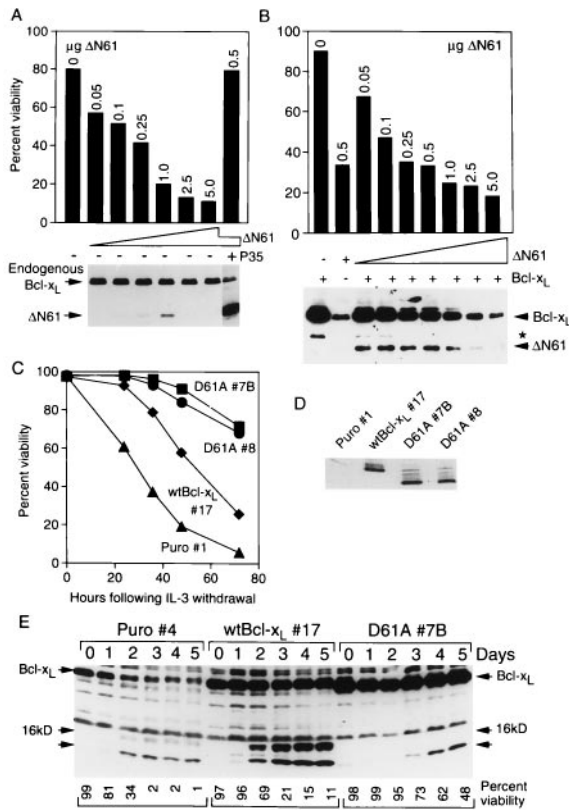 A
µg ΔN61
Percent viability
100
80
60
40
20
0
0
0.05
0.1
0.25
1.0
2.5
5.0
0.5
ΔN61
- - - - - - - + P35
Endogenous
Bcl-xL
ΔN61
B
µg ΔN61
100
80
60
40
20
0
0
0.5
0.05
0.1
0.25
0.5
1.0
2.5
5.0
- +
ΔN61
+ - + + + + + + +
Bcl-xL
Bcl-xL
*
ΔN61
C
Percent viability
100
80
60
40
20
0
D61A #7B
D61A #8
wtBcl-xL
#17
Puro #1
0 20 40 60 80
Hours following IL-3 withdrawal
D
Puro #1
wtBcl-xL #17
D61A #7B
D61A #8
E
Puro #4 wtBcl-xL #17 D61A #7B
0 1 2 3 4 5 0 1 2 3 4 5 0 1 2 3 4 5 Days
Bcl-xL
Bcl-xL
16kD
16kD
99 81 34 2 2 1 97 96 69 21 15 11 98 99 95 73 62 48
Percent
viability